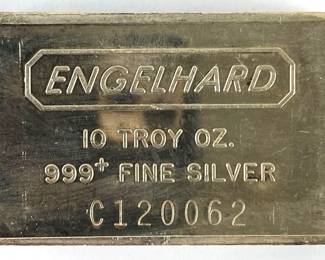 ENGELHARD
10 TROY OZ.
999+ FINE SILVER
C120062